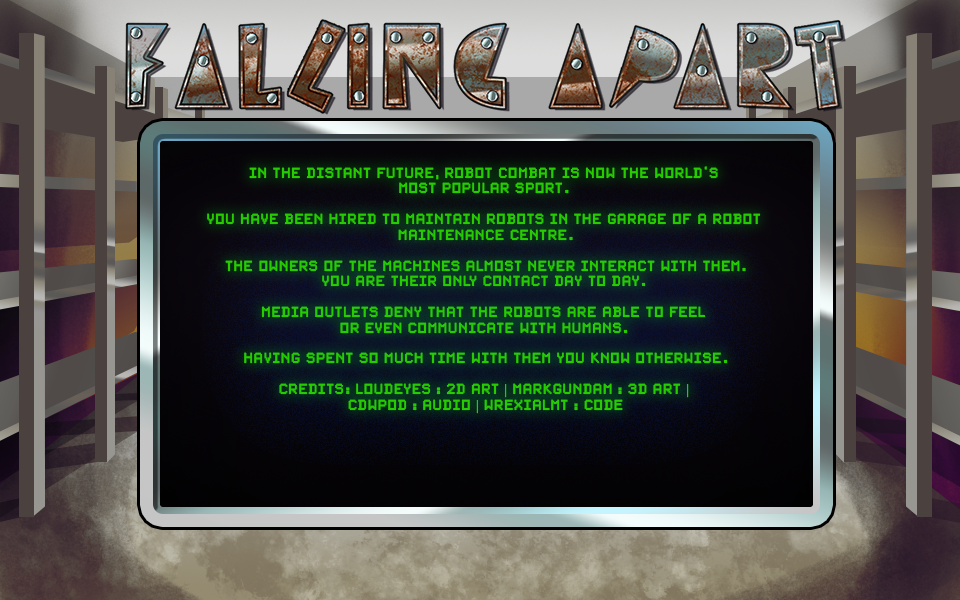 FALLING APART
IN THE DISTANT FUTURE, ROBOT COMBAT IS NOW THE WORLD'S
MOST POPULAR SPORT.
YOU HAVE BEEN HIRED TO MAINTAIN ROBOTS IN THE GARAGE OF A ROBOT
MAINTENANCE CENTRE.
THE OWNERS OF THE MACHINES ALMOST NEVER INTERACT WITH THEM.
YOU ARE THEIR ONLY CONTACT DAY TO DAY.
MEDIA OUTLETS DENY THAT THE ROBOTS ARE ABLE TO FEEL
OR EVEN COMMUNICATE WITH HUMANS.
HAVING SPENT SO MUCH TIME WITH THEM YOU KNOW OTHERWISE.
CREDITS: LOUDEYES : 2D ART | MARKGUNDAM : 3D ART |
CDWPOD : AUDIO | WREXIALMT : CODE